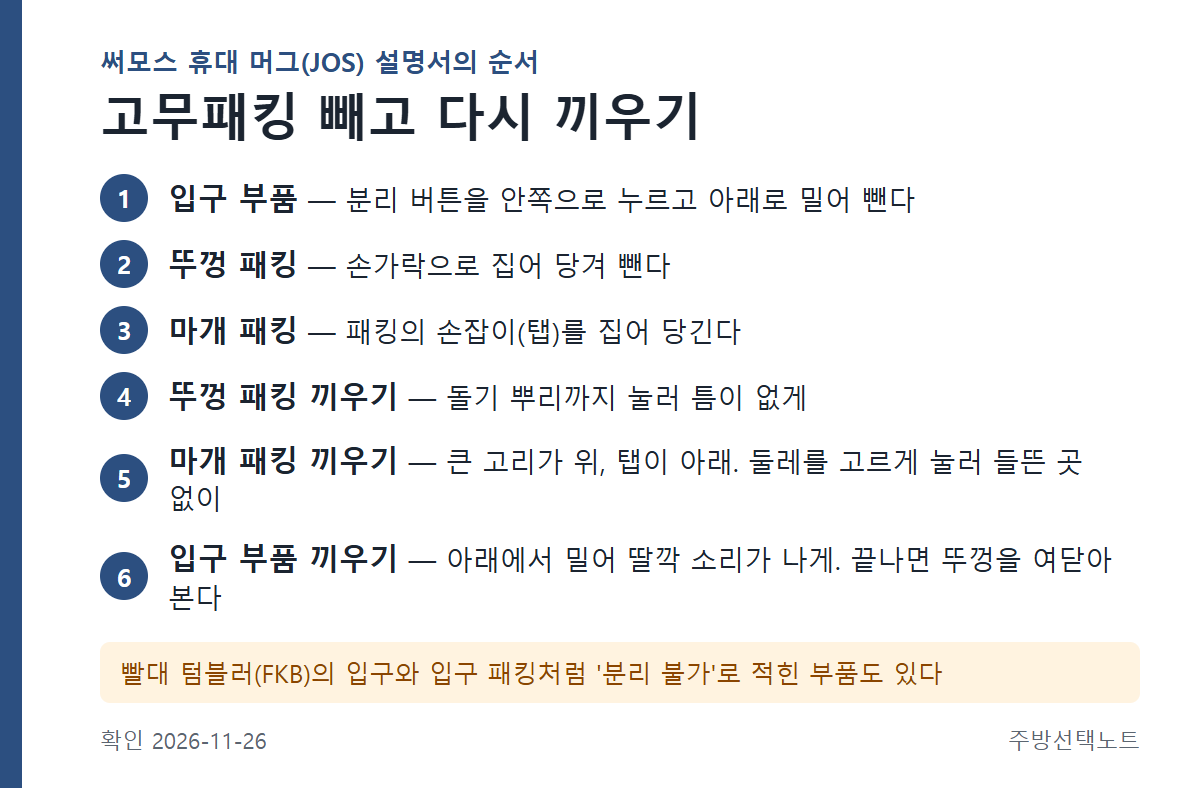 써모스 휴대 머그(JOS) 설명서의 순서
고무패킹 빼고 다시 끼우기
1 입구 부품 — 분리 버튼을 안쪽으로 누르고 아래로 밀어 뺀다
2 뚜껑 패킹 — 손가락으로 집어 당겨 뺀다
3 마개 패킹 — 패킹의 손잡이(탭)를 집어 당긴다
4 뚜껑 패킹 끼우기 — 돌기 뿌리까지 눌러 틈이 없게
5 마개 패킹 끼우기 — 큰 고리가 위, 탭이 아래. 둘레를 고르게 눌러 들뜬 곳
없이
6 입구 부품 끼우기 — 아래에서 밀어 딸깍 소리가 나게. 끝나면 뚜껑을 여닫아
본다
빨대 텀블러(FKB)의 입구와 입구 패킹처럼 '분리 불가'로 적힌 부품도 있다
확인 2026-11-26
주방선택노트